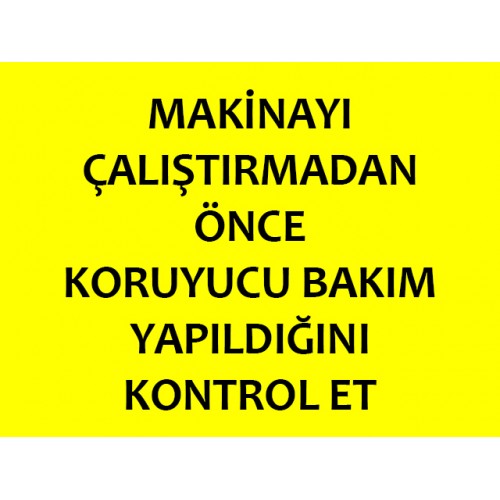 MAKİNAYI
ÇALIŞTIRMADAN
ÖNCE
KORUYUCU BAKIM
YAPILDIĞINI
KONTROL ET